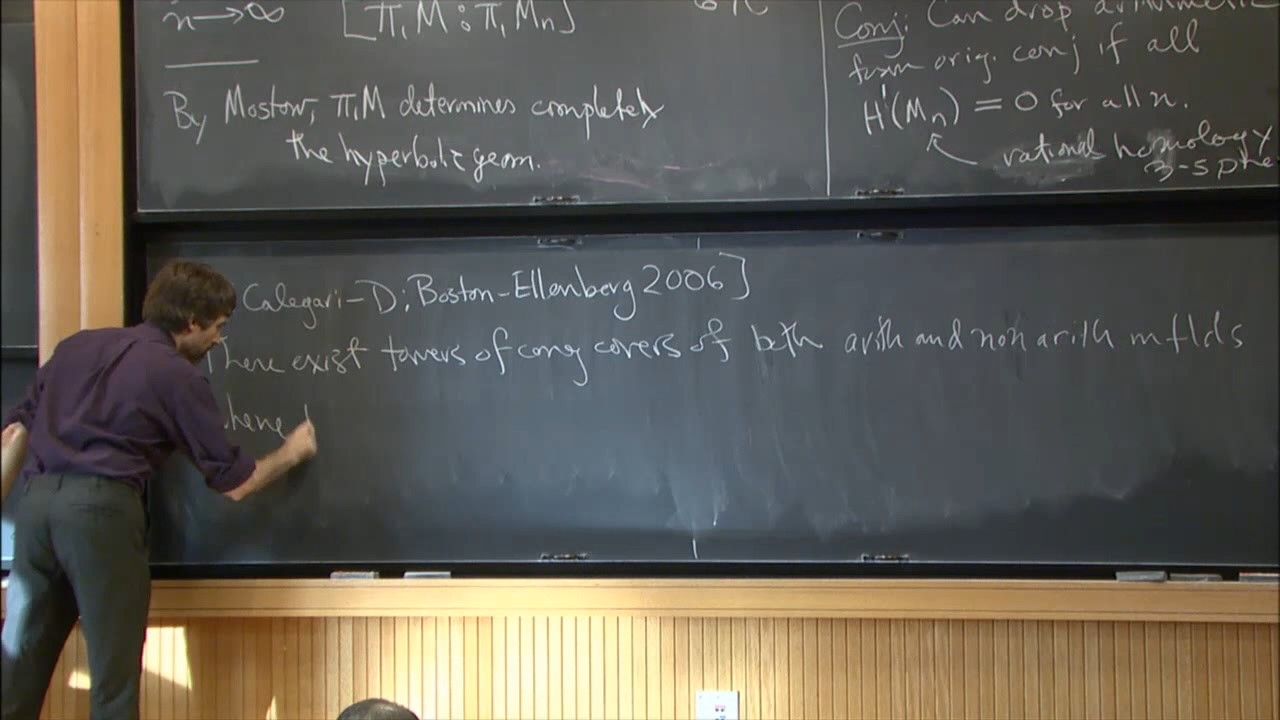 n→∞ [π₁M : π₁Mₙ]
By Mostow, π₁M determines completely
the hyperbolic geom.
Conj: Can drop arithmetic
from orig. conj if all
H¹(Mₙ) = 0 for all n.
rational homology
3-sphe
Calegari-D; Boston-Ellenberg 2006]
There exist towers of cong covers of both arith and non arith mflds